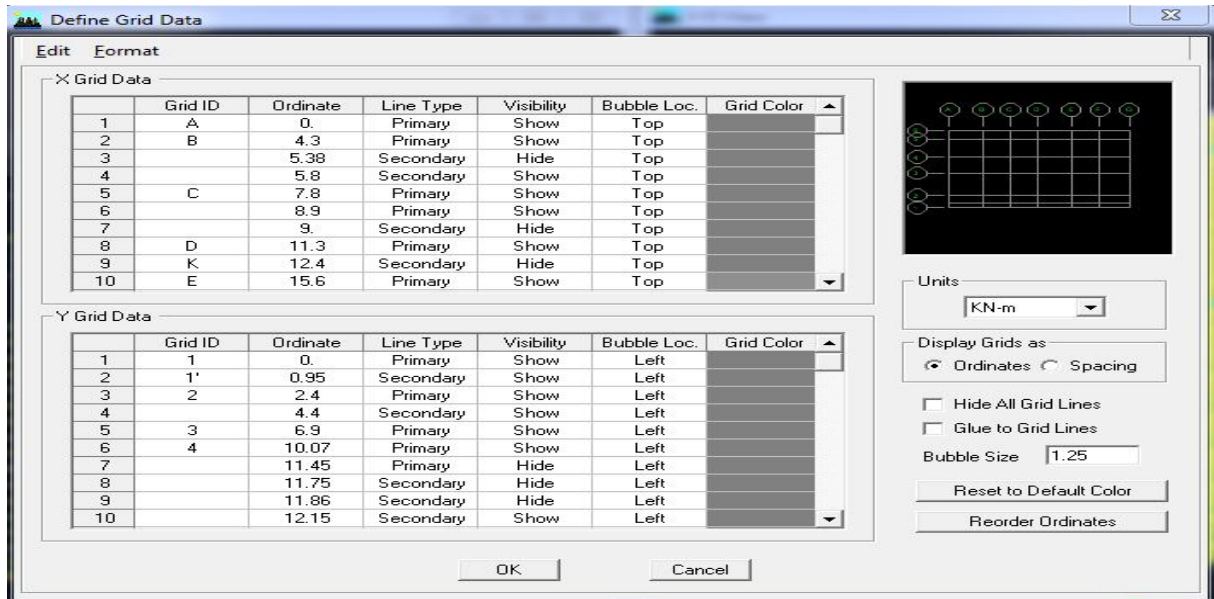 Define Grid Data
Edit Format
X Grid Data
Grid ID Ordinate Line Type Visibility Bubble Loc. Grid Color
1 A 0. Primary Show Top
2 B 4.3 Primary Show Top
3 5.38 Secondary Hide Top
4 5.8 Secondary Show Top
5 C 7.8 Primary Show Top
6 8.9 Primary Show Top
7 9. Secondary Hide Top
8 D 11.3 Primary Show Top
9 K 12.4 Secondary Hide Top
10 E 15.6 Primary Show Top
Y Grid Data
Grid ID Ordinate Line Type Visibility Bubble Loc. Grid Color
1 1 0. Primary Show Left
2 1' 0.95 Secondary Show Left
3 2 2.4 Primary Show Left
4 4.4 Secondary Show Left
5 3 6.9 Primary Show Left
6 4 10.07 Primary Show Left
7 11.45 Primary Hide Left
8 11.75 Secondary Hide Left
9 11.86 Secondary Hide Left
10 12.15 Secondary Show Left
Units
KN-m
Display Grids as
Ordinates Spacing
Hide All Grid Lines
Glue to Grid Lines
Bubble Size 1.25
Reset to Default Color
Reorder Ordinates
OK Cancel